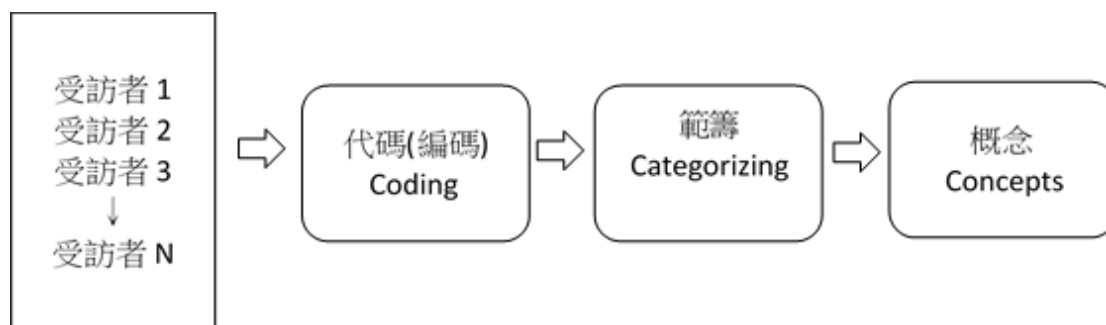 受訪者 1
受訪者 2
受訪者 3
↓
受訪者 N
代碼(編碼)
Coding
範籌
Categorizing
概念
Concepts